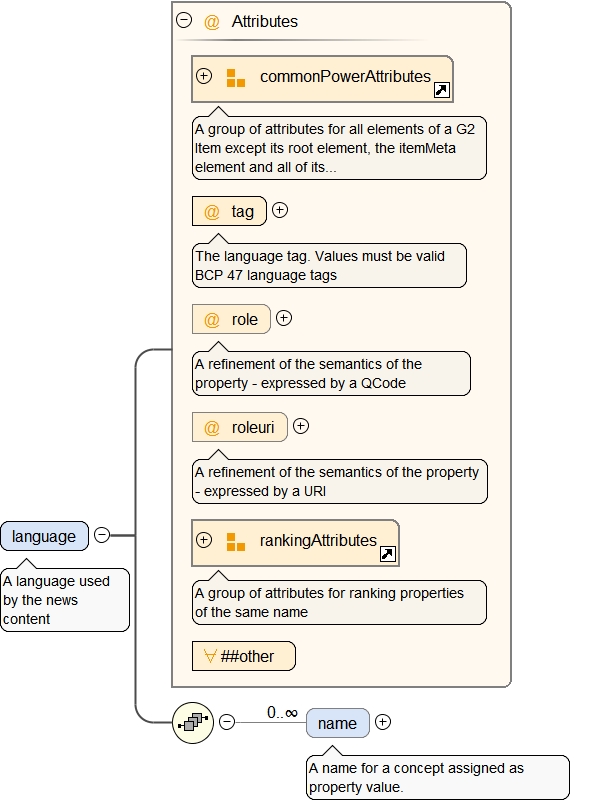 @ Attributes
commonPowerAttributes
A group of attributes for all elements of a G2
Item except its root element, the itemMeta
element and all of its...
@ tag
The language tag. Values must be valid
BCP 47 language tags
@ role
A refinement of the semantics of the
property - expressed by a QCode
@ roleuri
A refinement of the semantics of the property
- expressed by a URI
rankingAttributes
A group of attributes for ranking properties
of the same name
##other
language
A language used
by the news
content
0..∞
name
A name for a concept assigned as
property value.